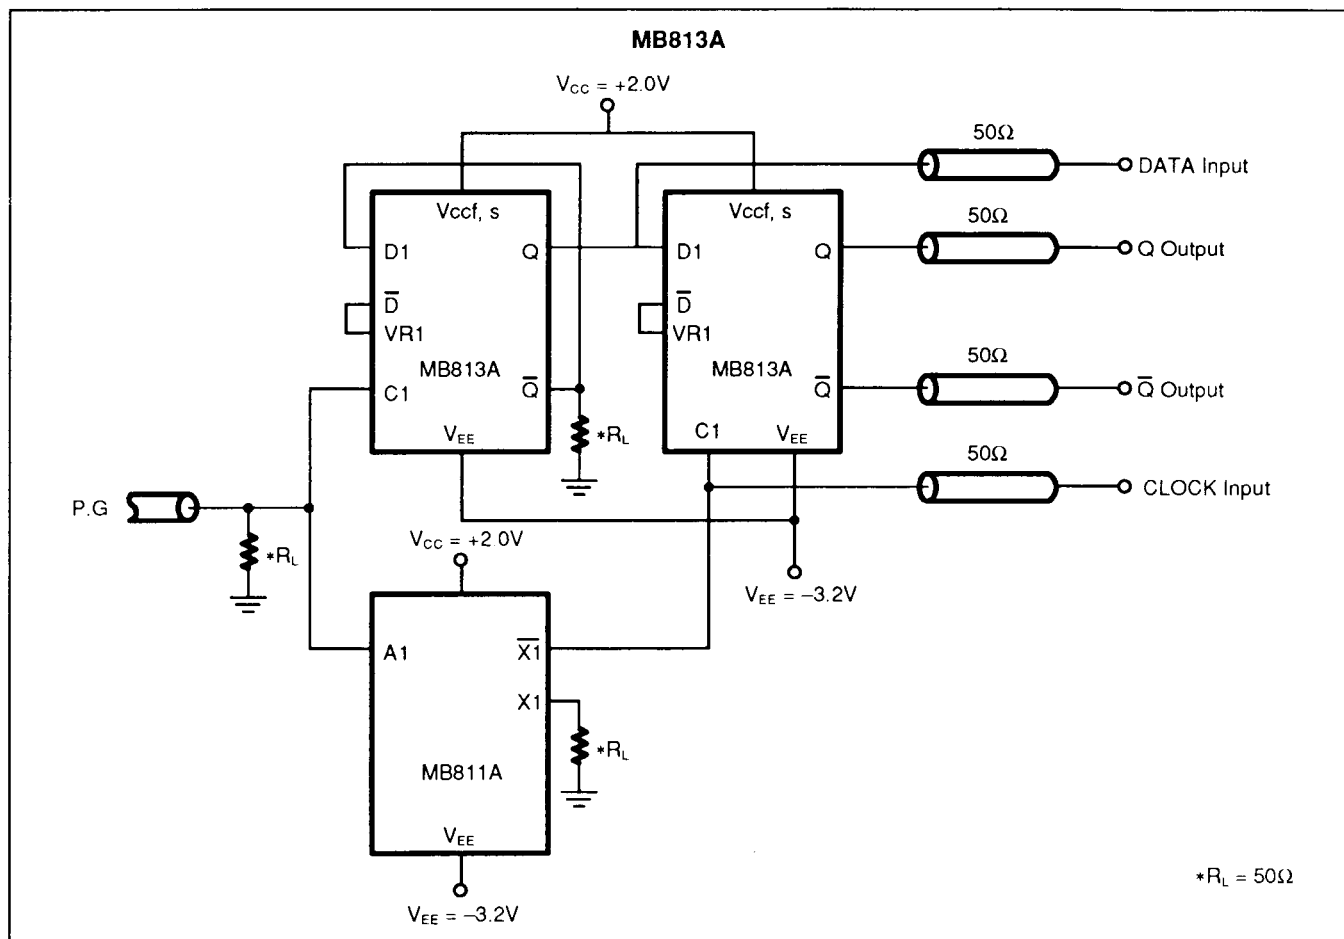 MB813A
V_CC = +2.0V
50Ω
DATA Input
Vccf, s
Vccf, s
50Ω
D1
Q
D1
Q
Q Output
D̅
VR1
D̅
VR1
50Ω
MB813A
MB813A
C1
Q̅
Q̅
Q̅ Output
V_EE
*R_L
C1
V_EE
50Ω
CLOCK Input
P.G
*R_L
V_CC = +2.0V
V_EE = −3.2V
A1
X̅1̅
X1
*R_L
MB811A
V_EE
*R_L = 50Ω
V_EE = −3.2V